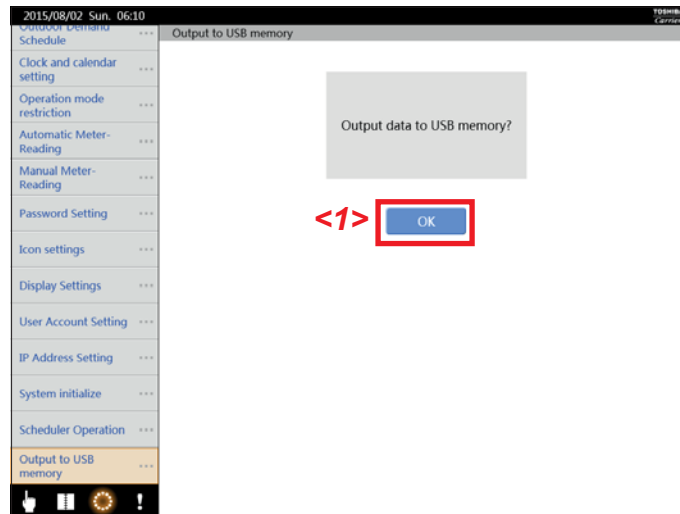 2015/08/02 Sun. 06:10
TOSHIBA
Carrier
Outdoor Demand
Schedule
Output to USB memory
Clock and calendar
setting
Operation mode
restriction
Automatic Meter-
Reading
Manual Meter-
Reading
Password Setting
Icon settings
Display Settings
User Account Setting
IP Address Setting
System initialize
Scheduler Operation
Output to USB
memory
Output data to USB memory?
<1>
OK